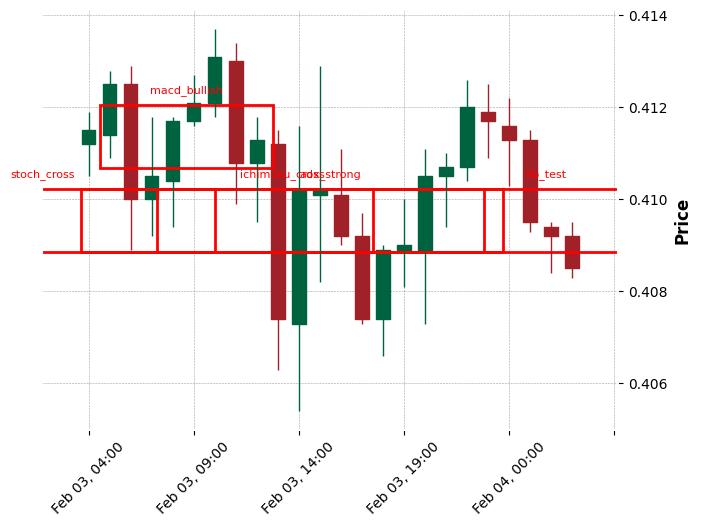 0.414
macd_bullish
0.412
stoch_cross
adx_strong
fib_test
0.410
Price
0.408
0.406
Feb 03, 04:00
Feb 03, 09:00
Feb 03, 14:00
Feb 03, 19:00
Feb 04, 00:00